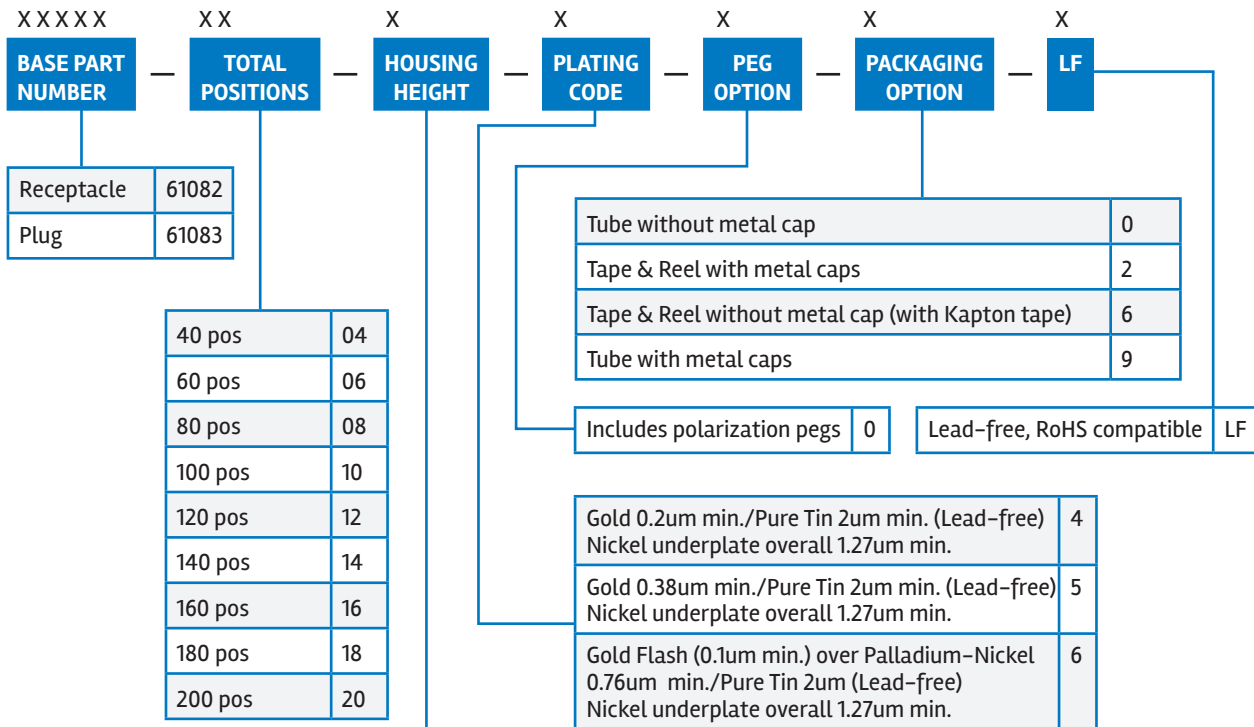 X X X X X
X X
X
X
X
X
X
BASE PART
NUMBER
—
TOTAL
POSITIONS
—
HOUSING
HEIGHT
—
PLATING
CODE
—
PEG
OPTION
—
PACKAGING
OPTION
—
LF
Receptacle 61082
Plug 61083
40 pos 04
60 pos 06
80 pos 08
100 pos 10
120 pos 12
140 pos 14
160 pos 16
180 pos 18
200 pos 20
Tube without metal cap 0
Tape & Reel with metal caps 2
Tape & Reel without metal cap (with Kapton tape) 6
Tube with metal caps 9
Includes polarization pegs 0
Lead-free, RoHS compatible LF
Gold 0.2um min./Pure Tin 2um min. (Lead-free) 4
Nickel underplate overall 1.27um min.
Gold 0.38um min./Pure Tin 2um min. (Lead-free) 5
Nickel underplate overall 1.27um min.
Gold Flash (0.1um min.) over Palladium-Nickel 6
0.76um min./Pure Tin 2um (Lead-free)
Nickel underplate overall 1.27um min.